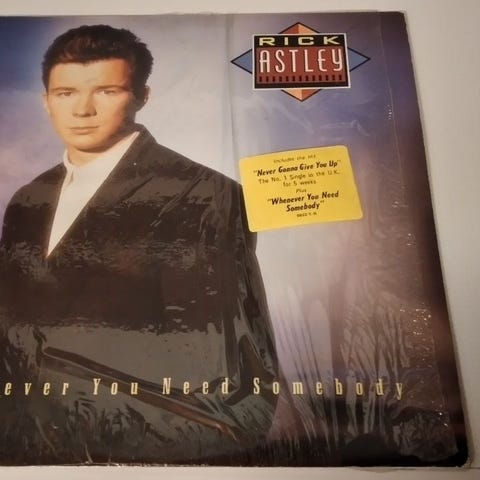 RICK
ASTLEY
Includes the Hit
"Never Gonna Give You Up"
The No. 1 Single in the U.K.
for 5 weeks
Plus
"Whenever You Need
Somebody"
ever You Need Somebody